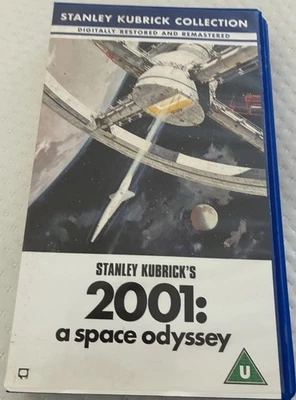 STANLEY KUBRICK COLLECTION
DIGITALLY RESTORED AND REMASTERED
STANLEY KUBRICK'S
2001:
a space odyssey
U